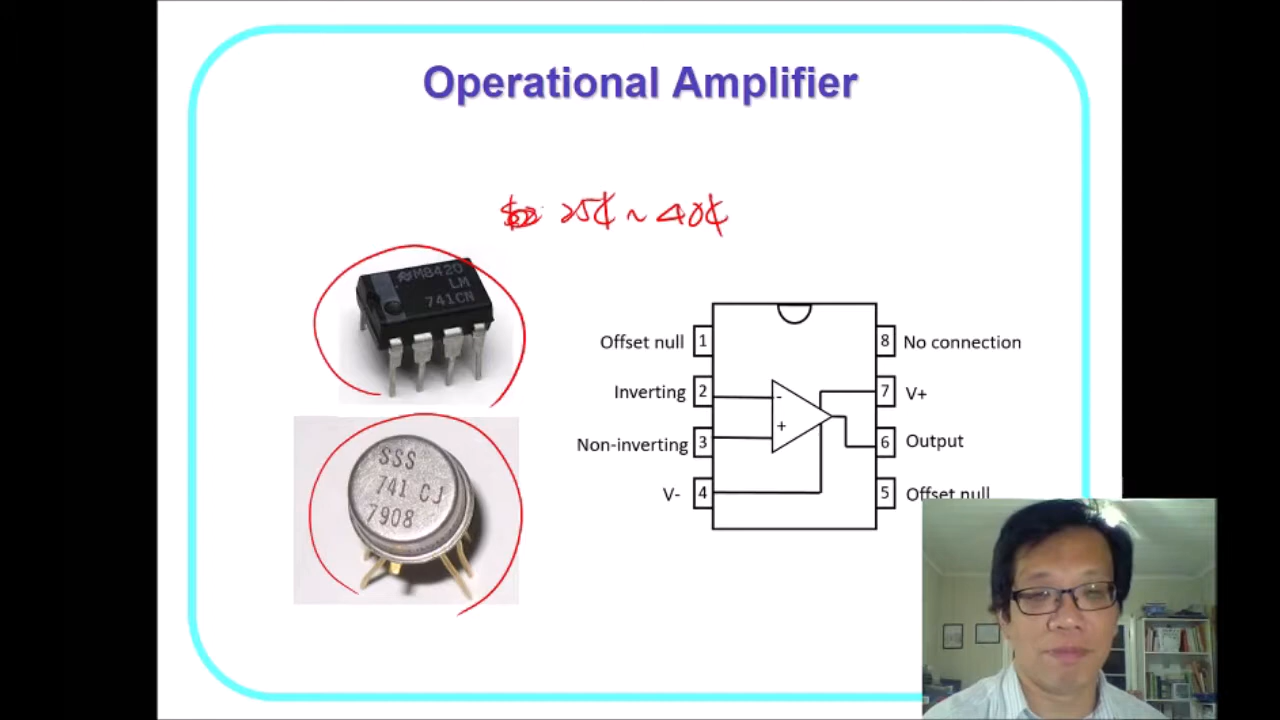 Operational Amplifier
25¢ ~ 40¢
M8420
LM
741CN
SSS
741 CJ
7908
Offset null 1
Inverting 2
Non-inverting 3
V- 4
-
+
8 No connection
7 V+
6 Output
5 Offset null